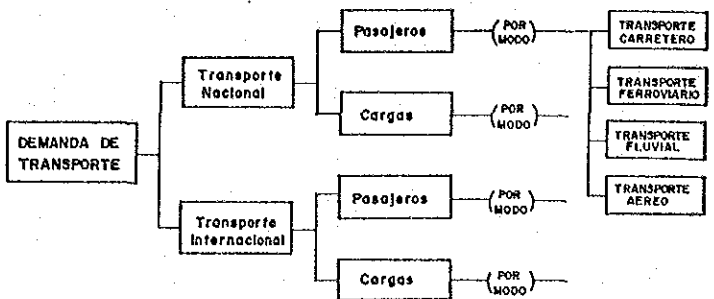 DEMANDA DE
TRANSPORTE
Transporte
Nacional
Pasajeros
(POR
MODO)
TRANSPORTE
CARRETERO
TRANSPORTE
FERROVIARIO
TRANSPORTE
FLUVIAL
TRANSPORTE
AEREO
Cargas
(POR
MODO)
Transporte
Internacional
Pasajeros
(POR
MODO)
Cargas
(POR
MODO)